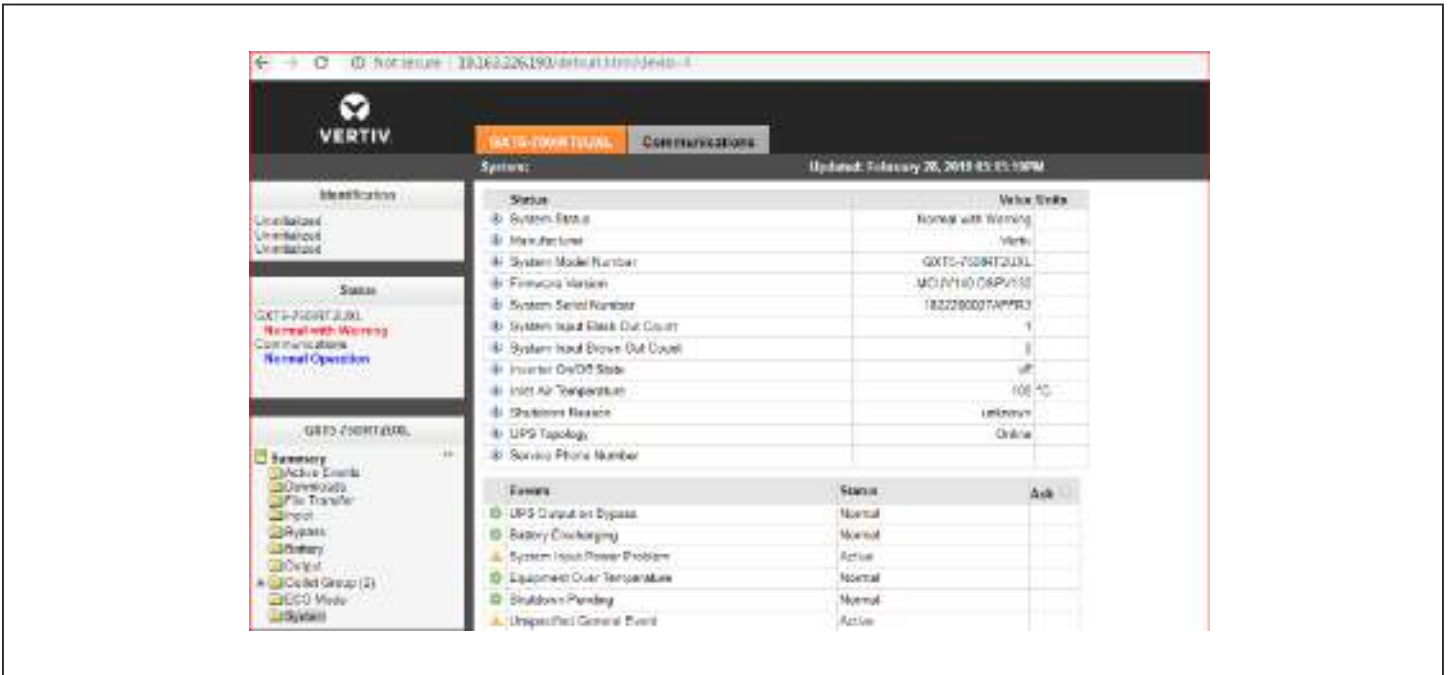 Not secure
VERTIV
Communications
System:
Updated: February 28, 2019
Identification
Uninitialized
Uninitialized
Uninitialized
Status
Normal with Warning
Communications
Normal Operation
Summary
Active Events
Downloads
File Transfer
Input
Bypass
Battery
Output
Outlet Group (2)
ECO Mode
System
Status Value Units
System Status Normal with Warning
Manufacturer Vertiv
System Model Number
Firmware Version
System Serial Number
System Input Black Out Count
System Input Brown Out Count
Inverter On/Off State off
Inlet Air Temperature °C
Shutdown Reason unknown
UPS Topology Online
Service Phone Number
Events Status Ack
UPS Output on Bypass Normal
Battery Discharging Normal
System Input Power Problem Active
Equipment Over Temperature Normal
Shutdown Pending Normal
Unspecified General Event Active